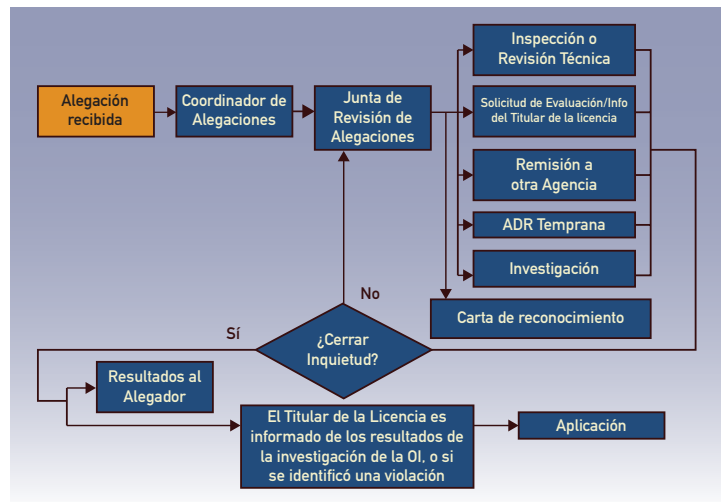 Alegación
recibida
Coordinador de
Alegaciones
Junta de
Revisión de
Alegaciones
Inspección o
Revisión Técnica
Solicitud de Evaluación/Info
del Titular de la licencia
Remisión a
otra Agencia
ADR Temprana
Investigación
Carta de reconocimiento
No
Sí
¿Cerrar
Inquietud?
Resultados al
Alegador
El Titular de la Licencia es
informado de los resultados de
la investigación de la OI, o si
se identificó una violación
Aplicación